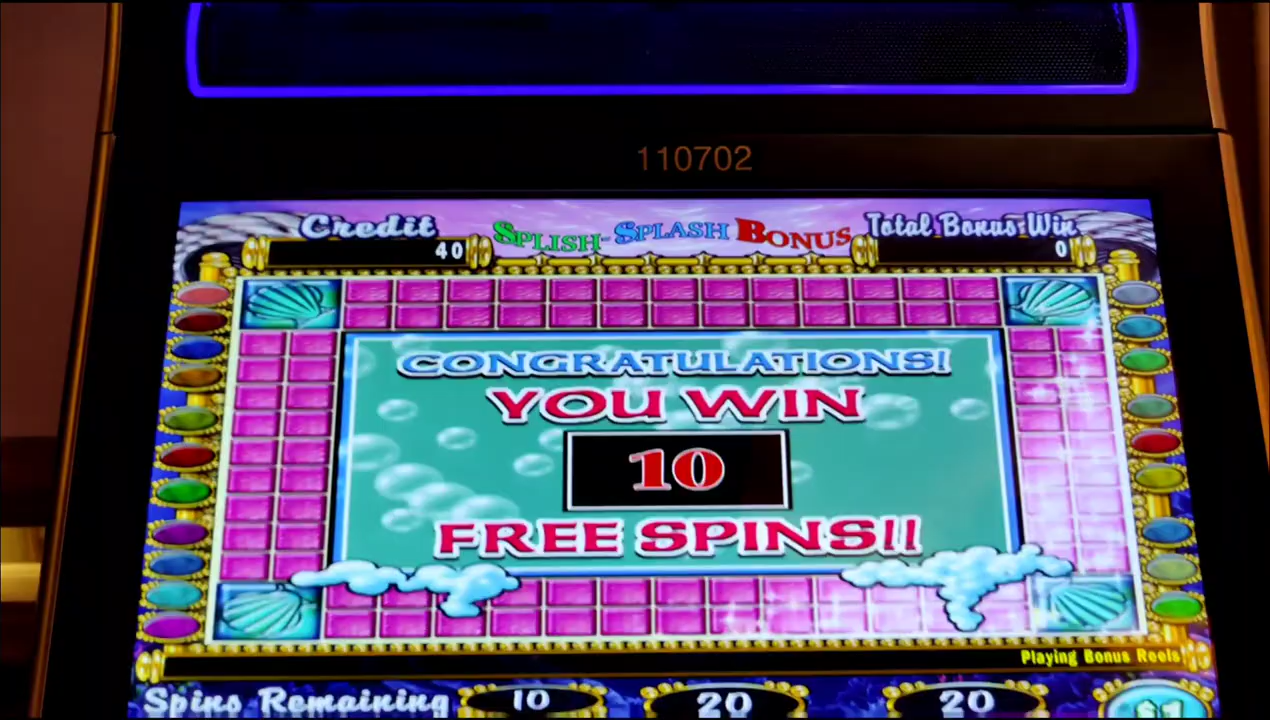 110702
Credit
SPLISH-SPLASH BONUS
Total Bonus Win
40
0
CONGRATULATIONS!
YOU WIN
10
FREE SPINS!!
Playing Bonus Reels
Spins Remaining 10 20 20 $1